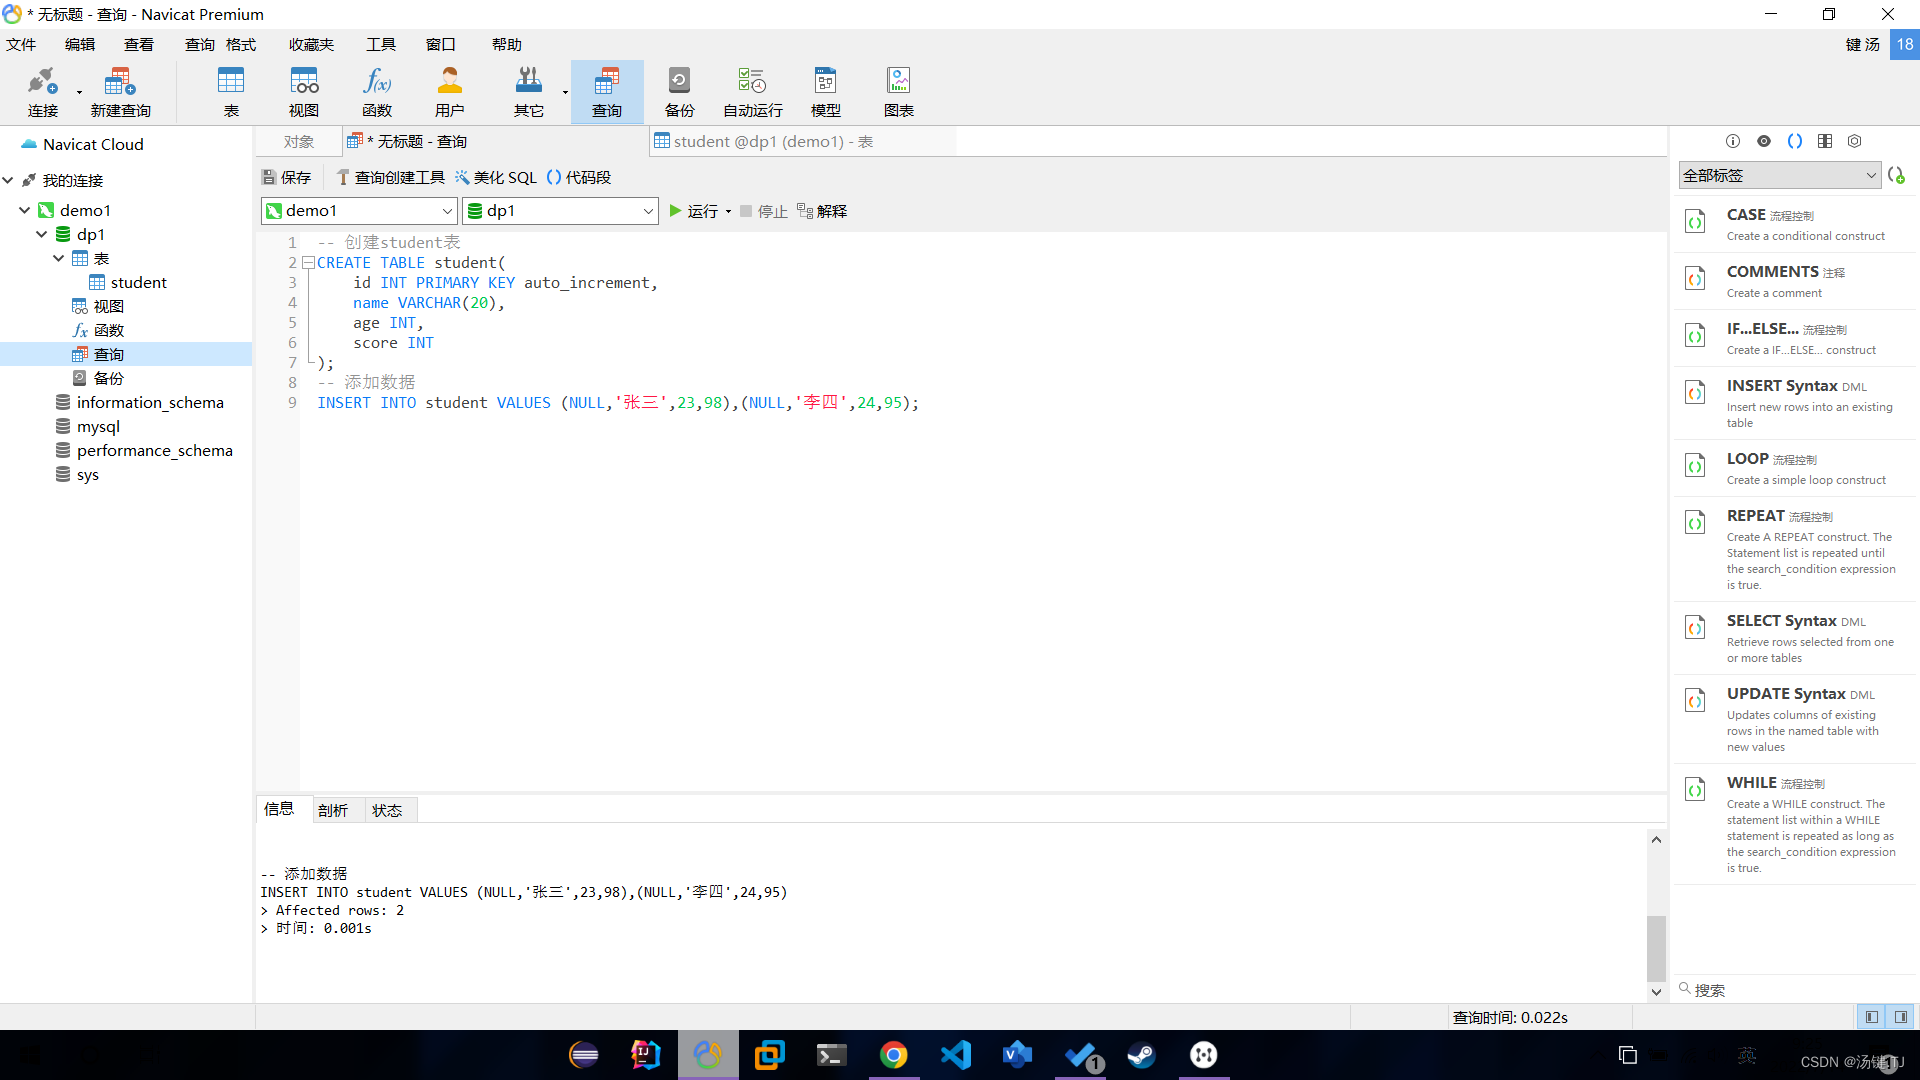 * 无标题 - 查询 - Navicat Premium
文件 编辑 查看 查询 格式 收藏夹 工具 窗口 帮助 键 汤 18
连接 新建查询 表 视图 函数 用户 其它 查询 备份 自动运行 模型 图表
Navicat Cloud
我的连接
demo1
dp1
表
student
视图
函数
查询
备份
information_schema
mysql
performance_schema
sys
对象 * 无标题 - 查询 student @dp1 (demo1) - 表
保存 查询创建工具 美化 SQL () 代码段
demo1 dp1 运行 停止 解释
1 -- 创建student表
2 CREATE TABLE student(
3 id INT PRIMARY KEY auto_increment,
4 name VARCHAR(20),
5 age INT,
6 score INT
7 );
8 -- 添加数据
9 INSERT INTO student VALUES (NULL,'张三',23,98),(NULL,'李四',24,95);
信息 剖析 状态
-- 添加数据
INSERT INTO student VALUES (NULL,'张三',23,98),(NULL,'李四',24,95)
> Affected rows: 2
> 时间: 0.001s
全部标签
CASE 流程控制
Create a conditional construct
COMMENTS 注释
Create a comment
IF...ELSE... 流程控制
Create a IF...ELSE... construct
INSERT Syntax DML
Insert new rows into an existing
table
LOOP 流程控制
Create a simple loop construct
REPEAT 流程控制
Create A REPEAT construct. The
Statement list is repeated until
the search_condition expression
is true.
SELECT Syntax DML
Retrieve rows selected from one
or more tables
UPDATE Syntax DML
Updates columns of existing
rows in the named table with
new values
WHILE 流程控制
Create a WHILE construct. The
statement list within a WHILE
statement is repeated as long as
the search_condition expression
is true.
搜索
查询时间: 0.022s
英
CSDN @汤键TJ